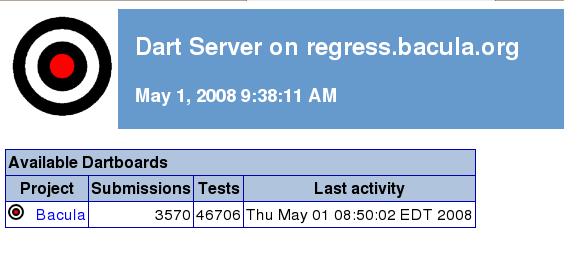 Dart Server on regress.bacula.org
May 1, 2008 9:38:11 AM
Available Dartboards
Project Submissions Tests Last activity
Bacula 3570 46706 Thu May 01 08:50:02 EDT 2008